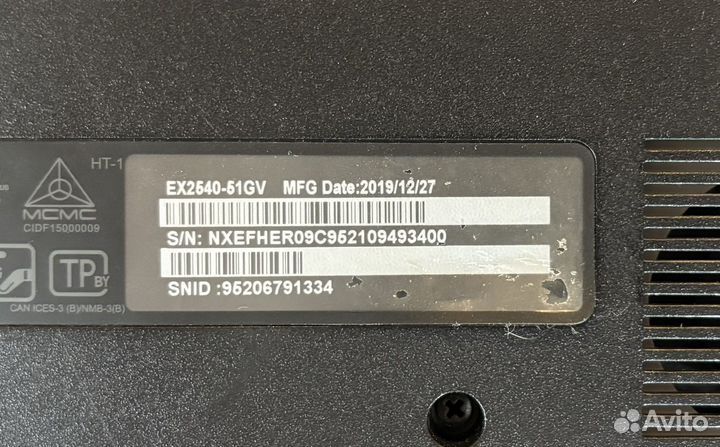 HT-1
MCMC
CIDF15000009
TP BY
CAN ICES-3 (B)/NMB-3(B)
EX2540-51GV MFG Date:2019/12/27
S/N: NXEFHER09C952109493400
SNID :95206791334
Avito